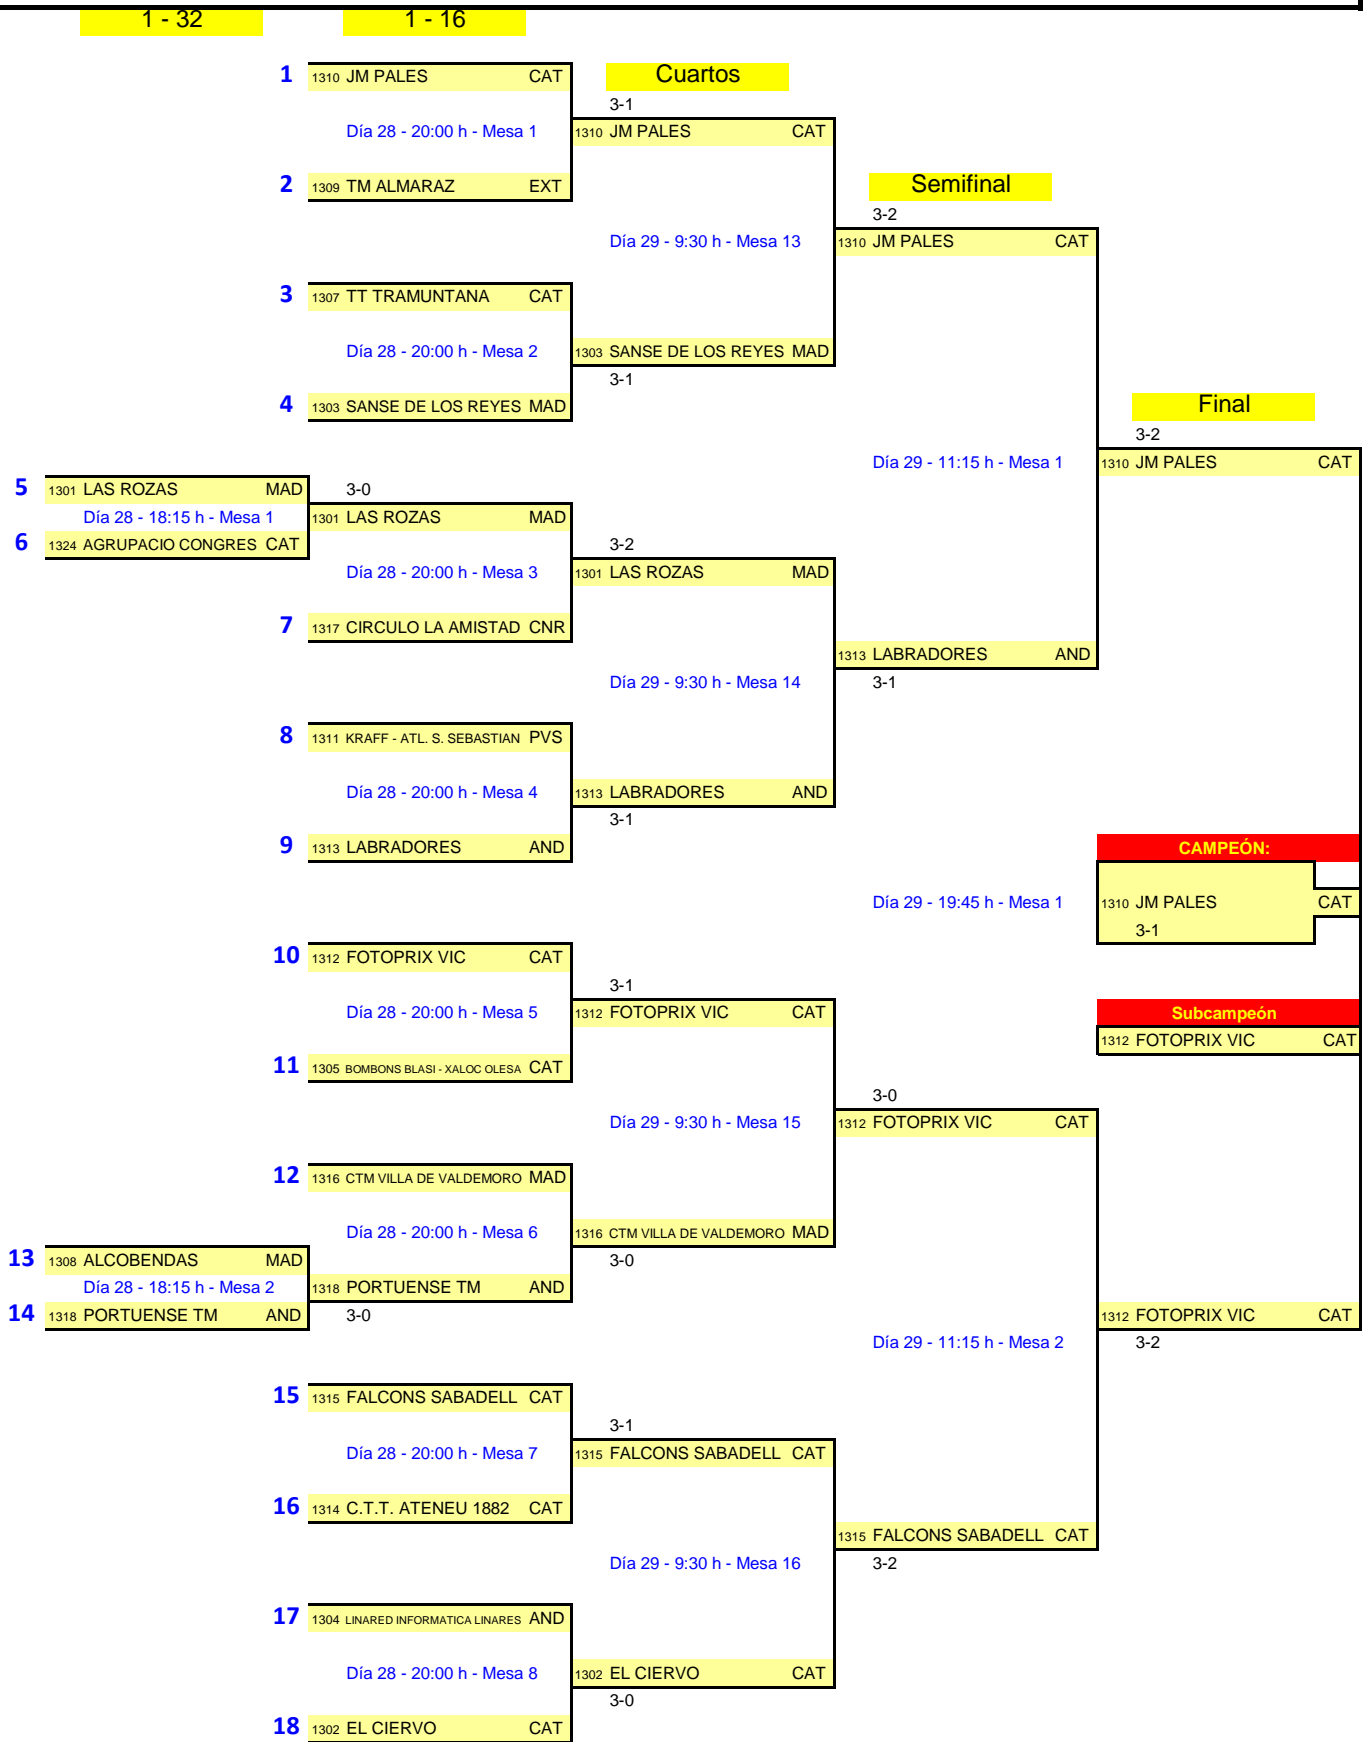 1 - 32 1 - 16
1 1310 JM PALES CAT Cuartos
3-1
Día 28 - 20:00 h - Mesa 1 1310 JM PALES CAT
2 1309 TM ALMARAZ EXT Semifinal
3-2
Día 29 - 9:30 h - Mesa 13 1310 JM PALES CAT
3 1307 TT TRAMUNTANA CAT
Día 28 - 20:00 h - Mesa 2 1303 SANSE DE LOS REYES MAD
3-1
4 1303 SANSE DE LOS REYES MAD Final
3-2
Día 29 - 11:15 h - Mesa 1 1310 JM PALES CAT
5 1301 LAS ROZAS MAD 3-0
Día 28 - 18:15 h - Mesa 1 1301 LAS ROZAS MAD
6 1324 AGRUPACIO CONGRES CAT 3-2
Día 28 - 20:00 h - Mesa 3 1301 LAS ROZAS MAD
7 1317 CIRCULO LA AMISTAD CNR
1313 LABRADORES AND
Día 29 - 9:30 h - Mesa 14 3-1
8 1311 KRAFF - ATL. S. SEBASTIAN PVS
Día 28 - 20:00 h - Mesa 4 1313 LABRADORES AND
3-1
9 1313 LABRADORES AND CAMPEÓN:
Día 29 - 19:45 h - Mesa 1 1310 JM PALES CAT
3-1
10 1312 FOTOPRIX VIC CAT
3-1
Día 28 - 20:00 h - Mesa 5 1312 FOTOPRIX VIC CAT Subcampeón
1312 FOTOPRIX VIC CAT
11 1305 BOMBONS BLASI - XALOC OLESA CAT
3-0
Día 29 - 9:30 h - Mesa 15 1312 FOTOPRIX VIC CAT
12 1316 CTM VILLA DE VALDEMORO MAD
Día 28 - 20:00 h - Mesa 6 1316 CTM VILLA DE VALDEMORO MAD
13 1308 ALCOBENDAS MAD 3-0
Día 28 - 18:15 h - Mesa 2 1318 PORTUENSE TM AND
14 1318 PORTUENSE TM AND 3-0 1312 FOTOPRIX VIC CAT
Día 29 - 11:15 h - Mesa 2 3-2
15 1315 FALCONS SABADELL CAT
3-1
Día 28 - 20:00 h - Mesa 7 1315 FALCONS SABADELL CAT
16 1314 C.T.T. ATENEU 1882 CAT
1315 FALCONS SABADELL CAT
Día 29 - 9:30 h - Mesa 16 3-2
17 1304 LINARED INFORMATICA LINARES AND
Día 28 - 20:00 h - Mesa 8 1302 EL CIERVO CAT
3-0
18 1302 EL CIERVO CAT